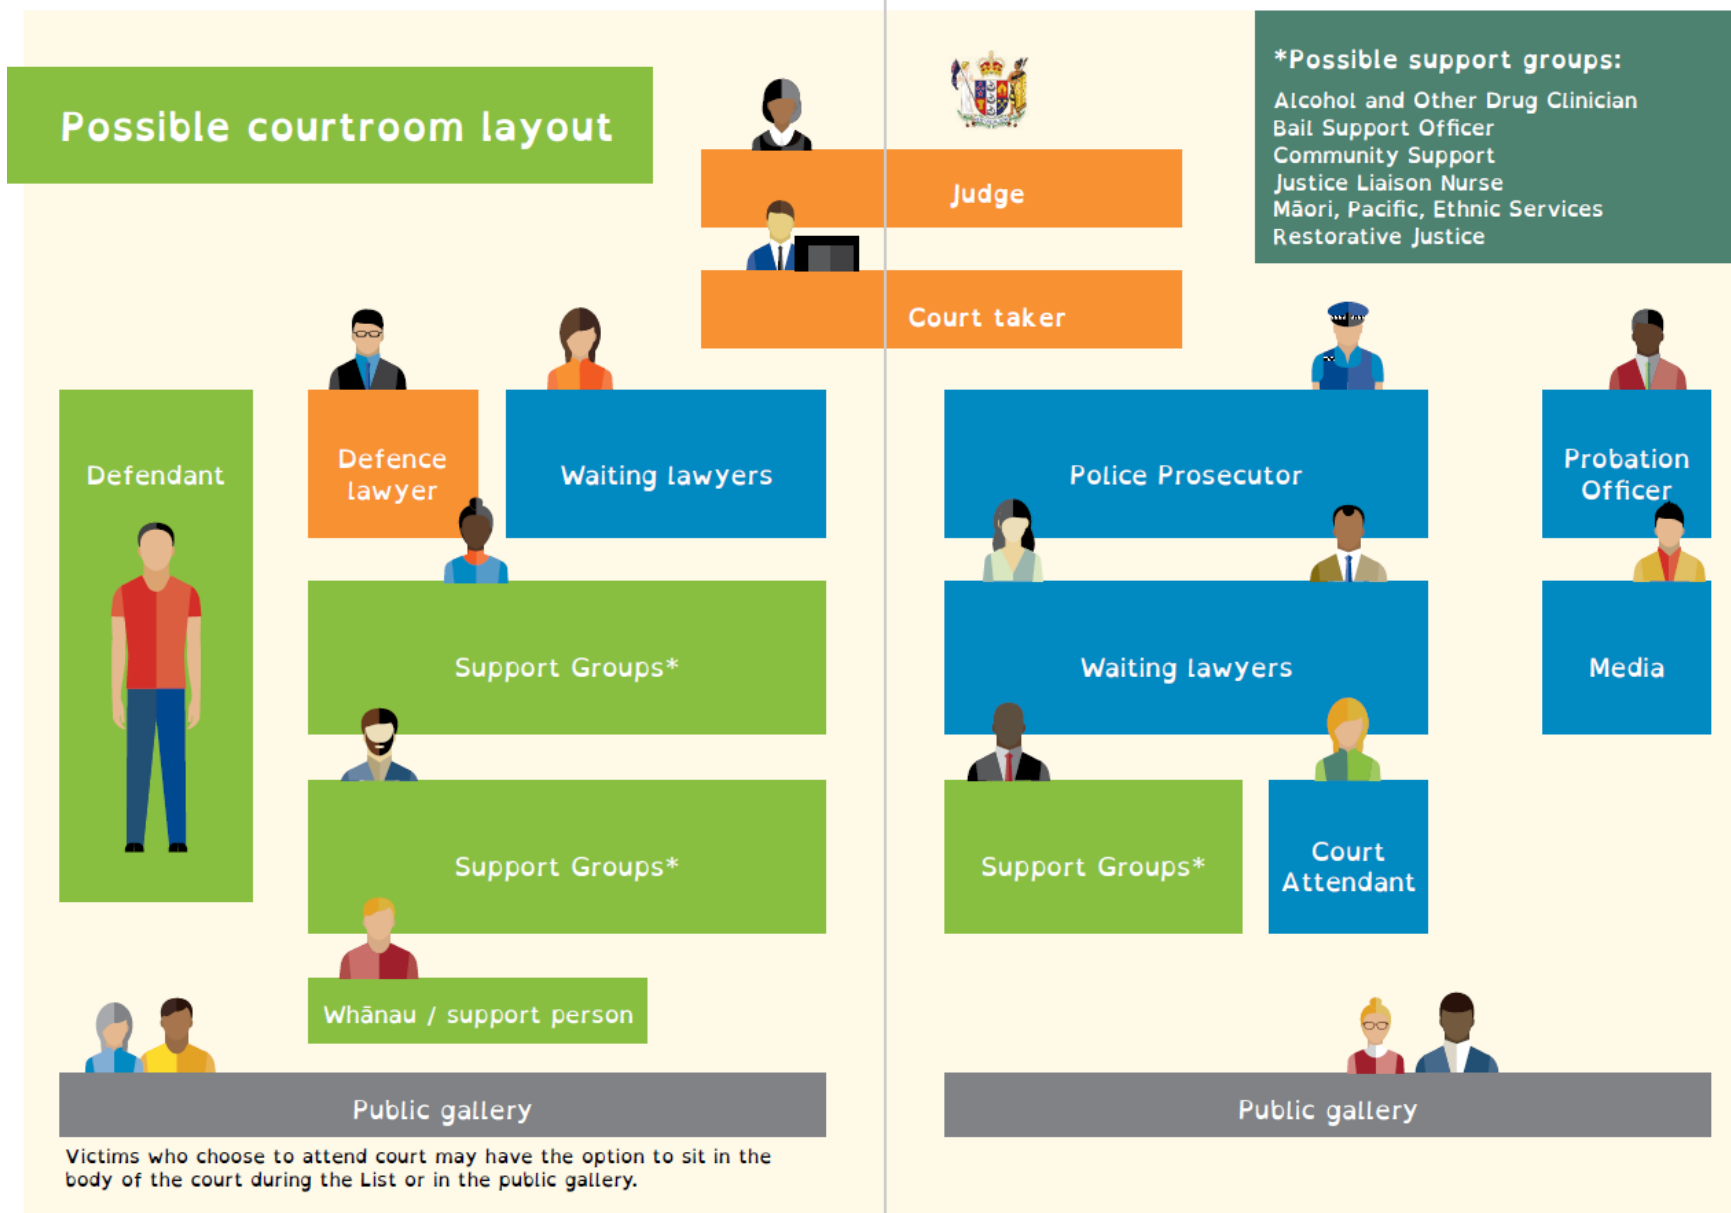 Possible courtroom layout
*Possible support groups:
Alcohol and Other Drug Clinician
Bail Support Officer
Community Support
Justice Liaison Nurse
Māori, Pacific, Ethnic Services
Restorative Justice
Judge
Court taker
Defendant
Defence
lawyer
Waiting lawyers
Police Prosecutor
Probation
Officer
Support Groups*
Waiting lawyers
Media
Support Groups*
Support Groups*
Court
Attendant
Whānau / support person
Public gallery
Public gallery
Victims who choose to attend court may have the option to sit in the
body of the court during the List or in the public gallery.